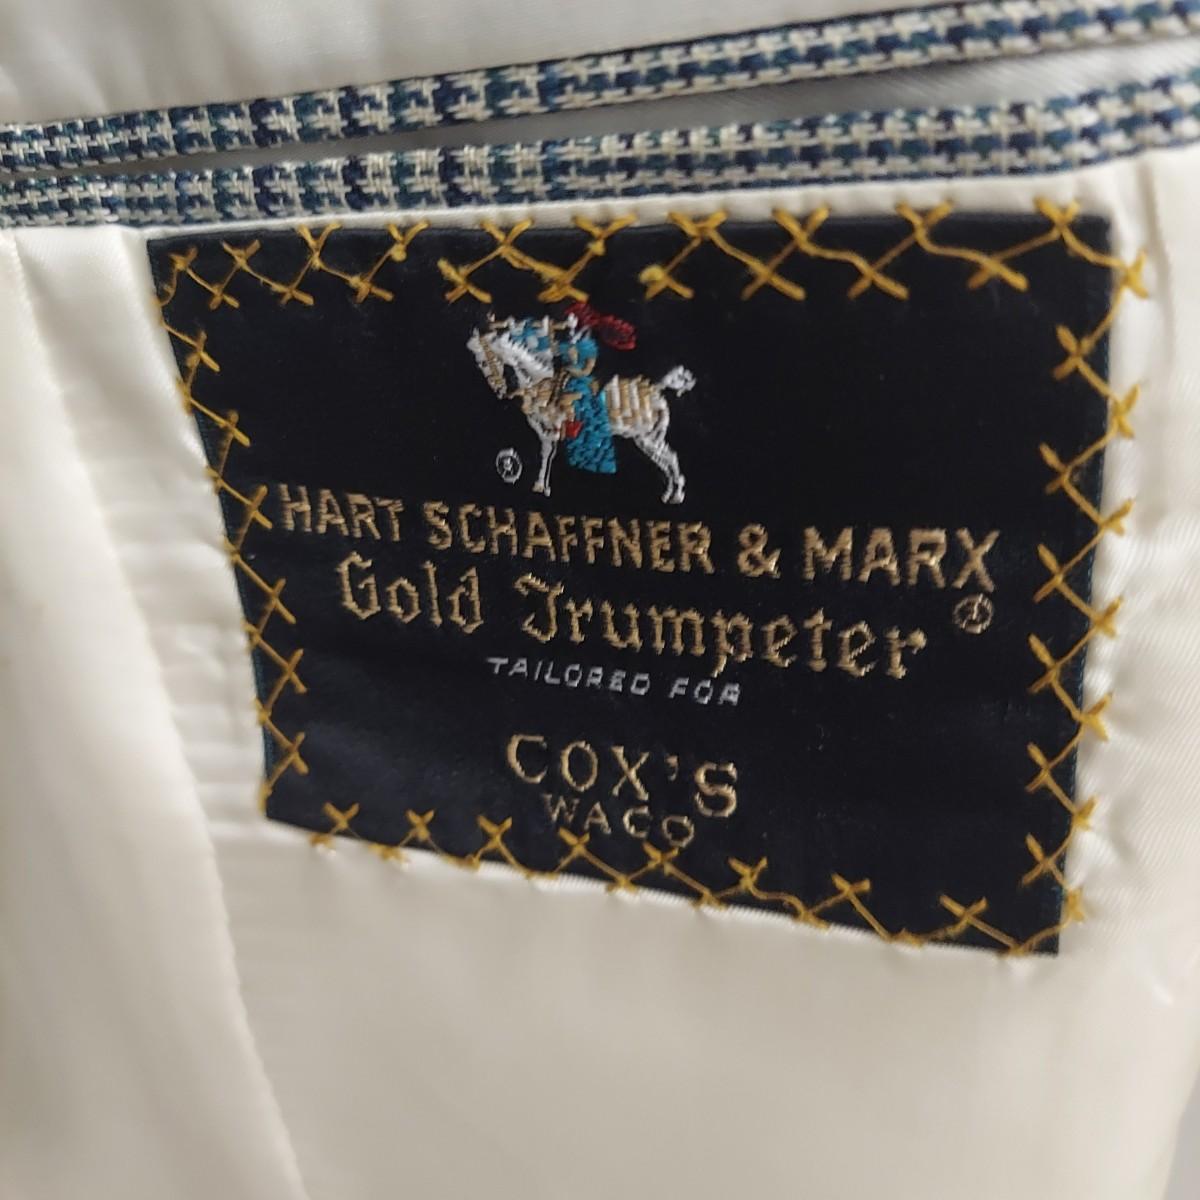 ®
HART SCHAFFNER & MARX
®
Gold Trumpeter
TAILORED FOR
COX'S
WACO